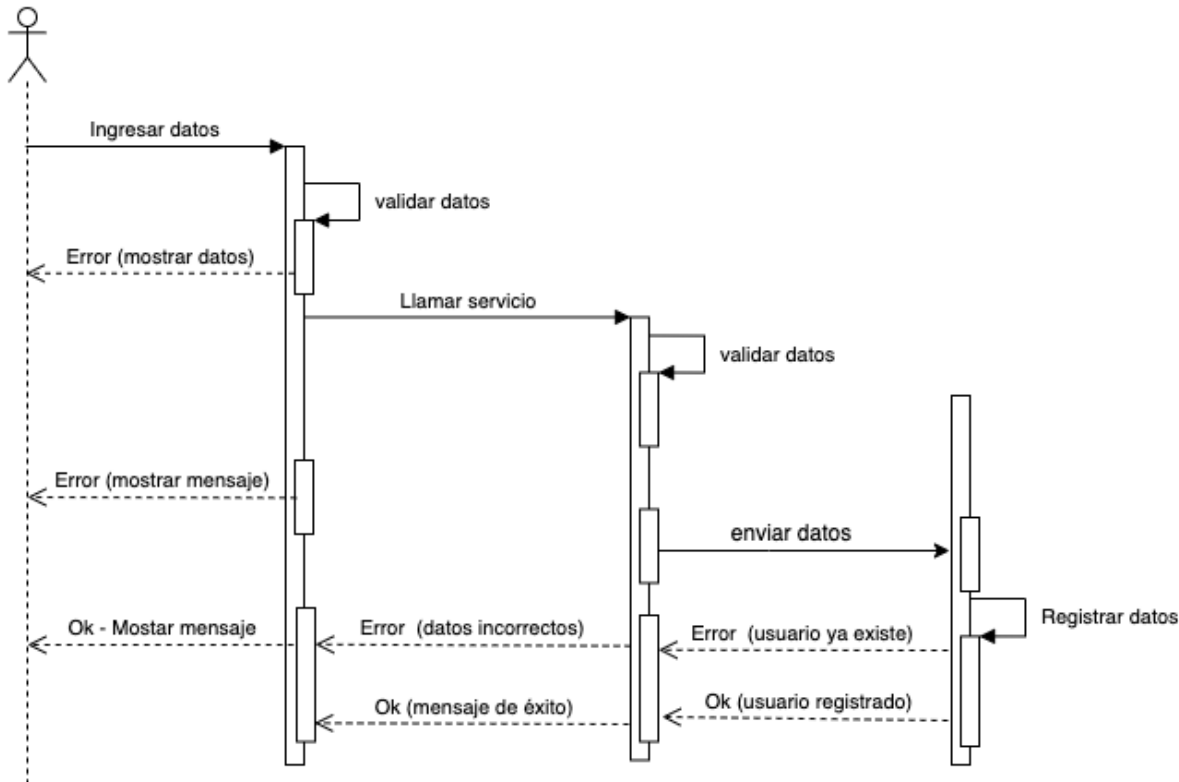 Ingresar datos
validar datos
Error (mostrar datos)
Llamar servicio
validar datos
Error (mostrar mensaje)
enviar datos
Registrar datos
Ok - Mostar mensaje
Error (datos incorrectos)
Error (usuario ya existe)
Ok (usuario registrado)
Ok (mensaje de éxito)